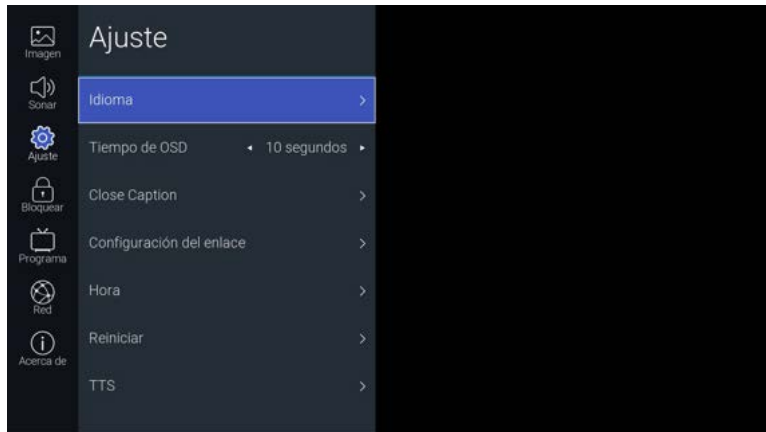 Imagen
Sonar
Ajuste
Bloquear
Programa
Red
Acerca de
Ajuste
Idioma
Tiempo de OSD 10 segundos
Close Caption
Configuración del enlace
Hora
Reiniciar
TTS